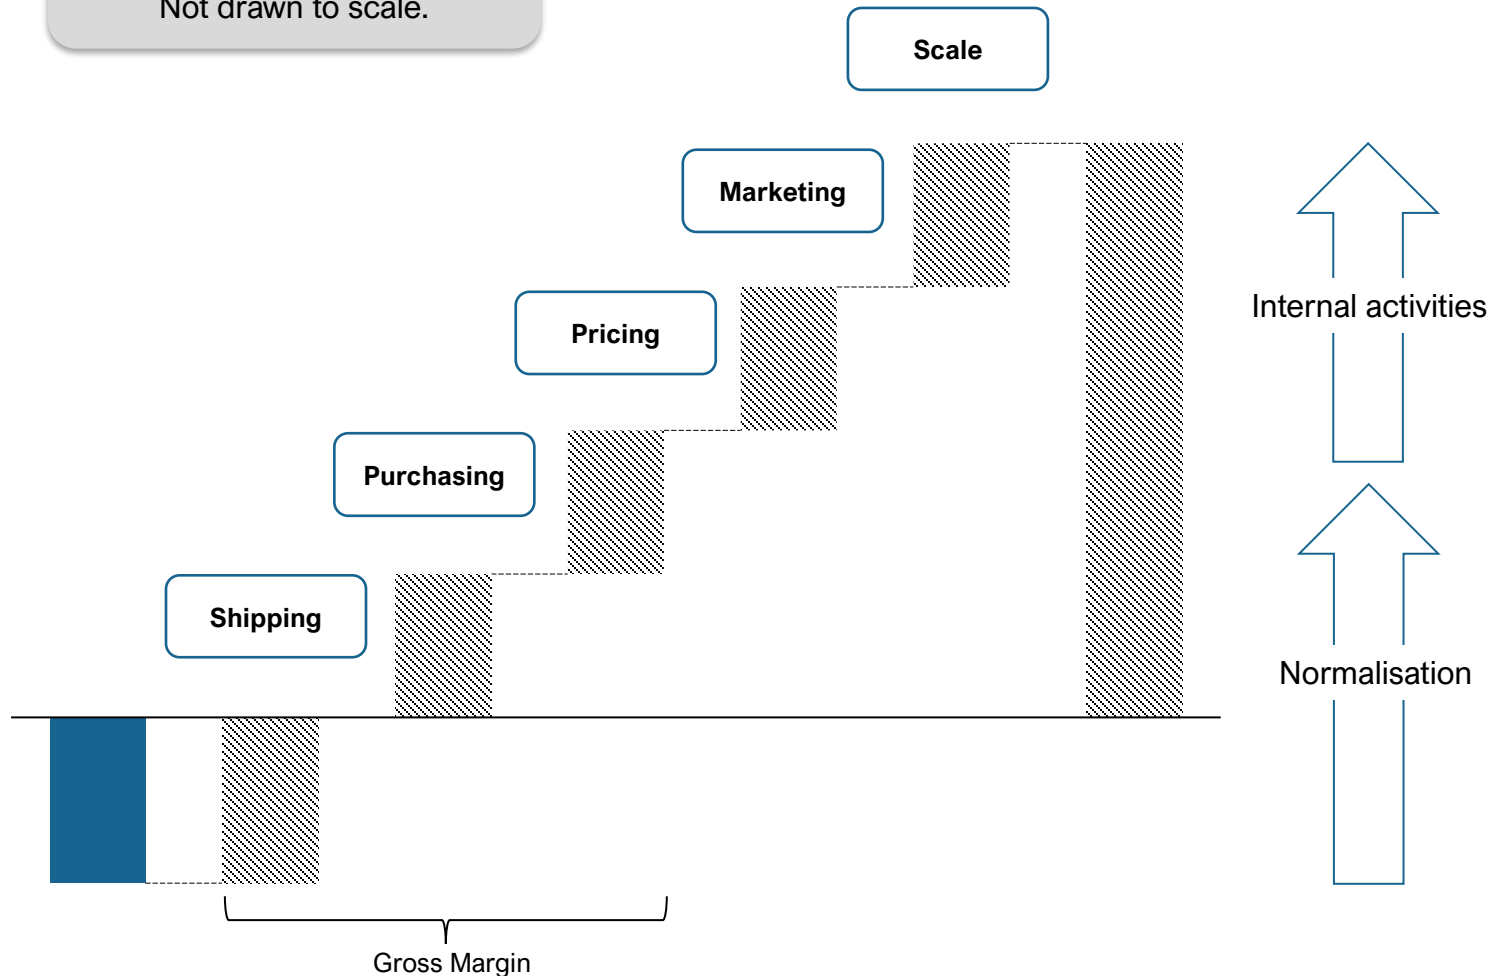 Not drawn to scale.
Scale
Marketing
Internal activities
Pricing
Purchasing
Shipping
Normalisation
Gross Margin